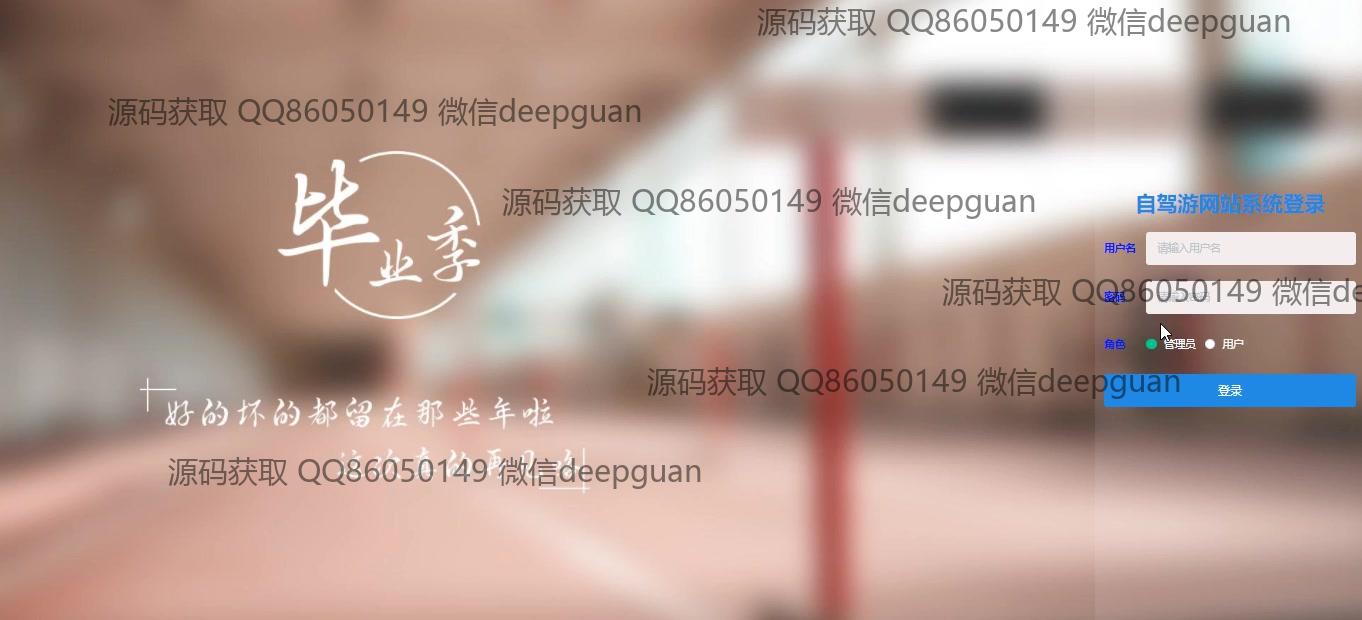 源码获取 QQ86050149 微信deepguan
源码获取 QQ86050149 微信deepguan
毕业季
源码获取 QQ86050149 微信deepguan
自驾游网站系统登录
用户名
请输入用户名
源码获取 QQ86050149 微信de
密码
角色
管理员
用户
源码获取 QQ86050149 微信deepguan
登录
好的坏的都留在那些年啦
源码获取 QQ86050149 微信deepguan